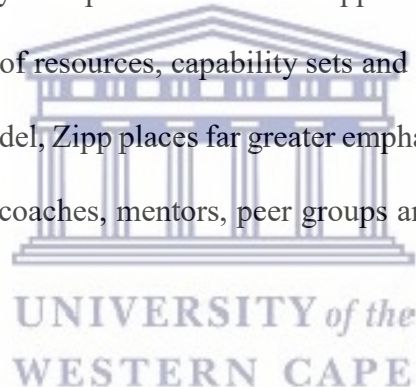 of resources, capability sets and
del, Zipp places far greater empha
coaches, mentors, peer groups an
UNIVERSITY of the
WESTERN CAPE